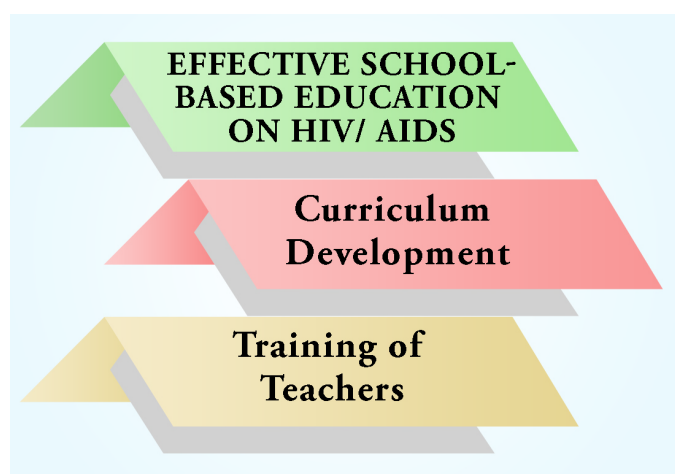 EFFECTIVE SCHOOL-
BASED EDUCATION
ON HIV/ AIDS
Curriculum
Development
Training of
Teachers